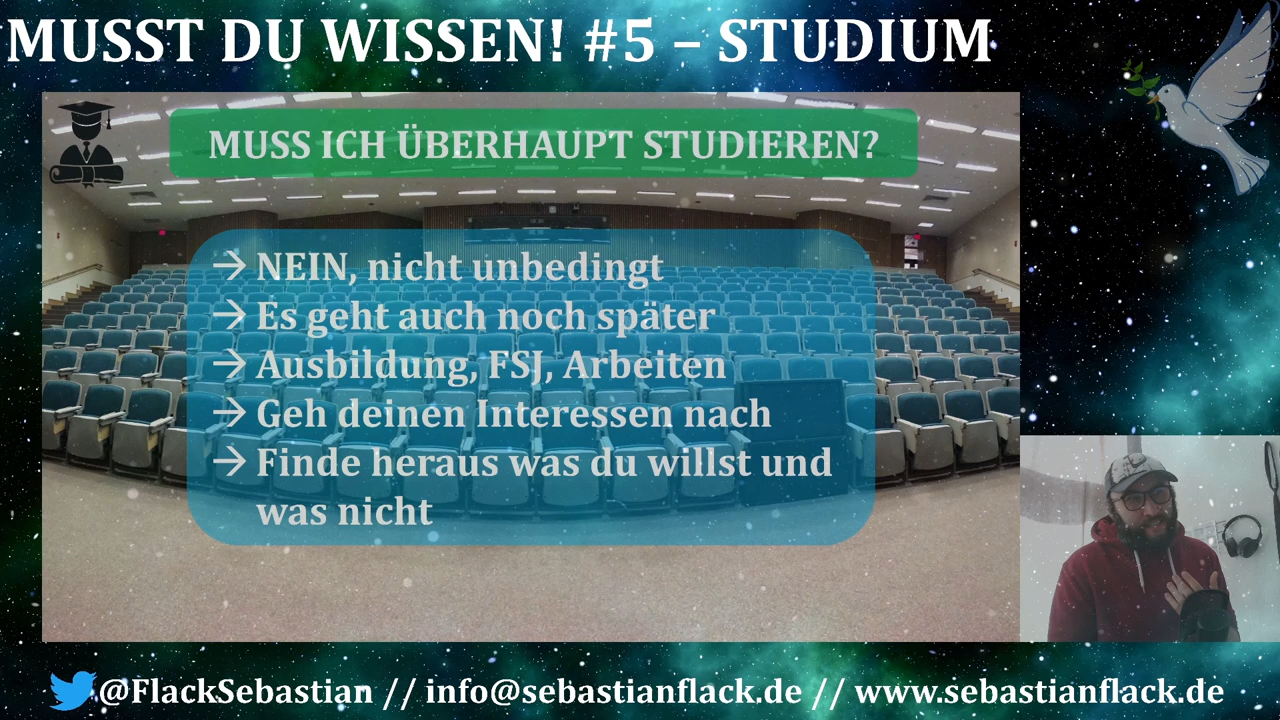 MUSST DU WISSEN! #5 – STUDIUM
MUSS ICH ÜBERHAUPT STUDIEREN?
→ NEIN, nicht unbedingt
→ Es geht auch noch später
→ Ausbildung, FSJ, Arbeiten
→ Geh deinen Interessen nach
→ Finde heraus was du willst und
was nicht
@FlackSebastian // info@sebastianflack.de // www.sebastianflack.de